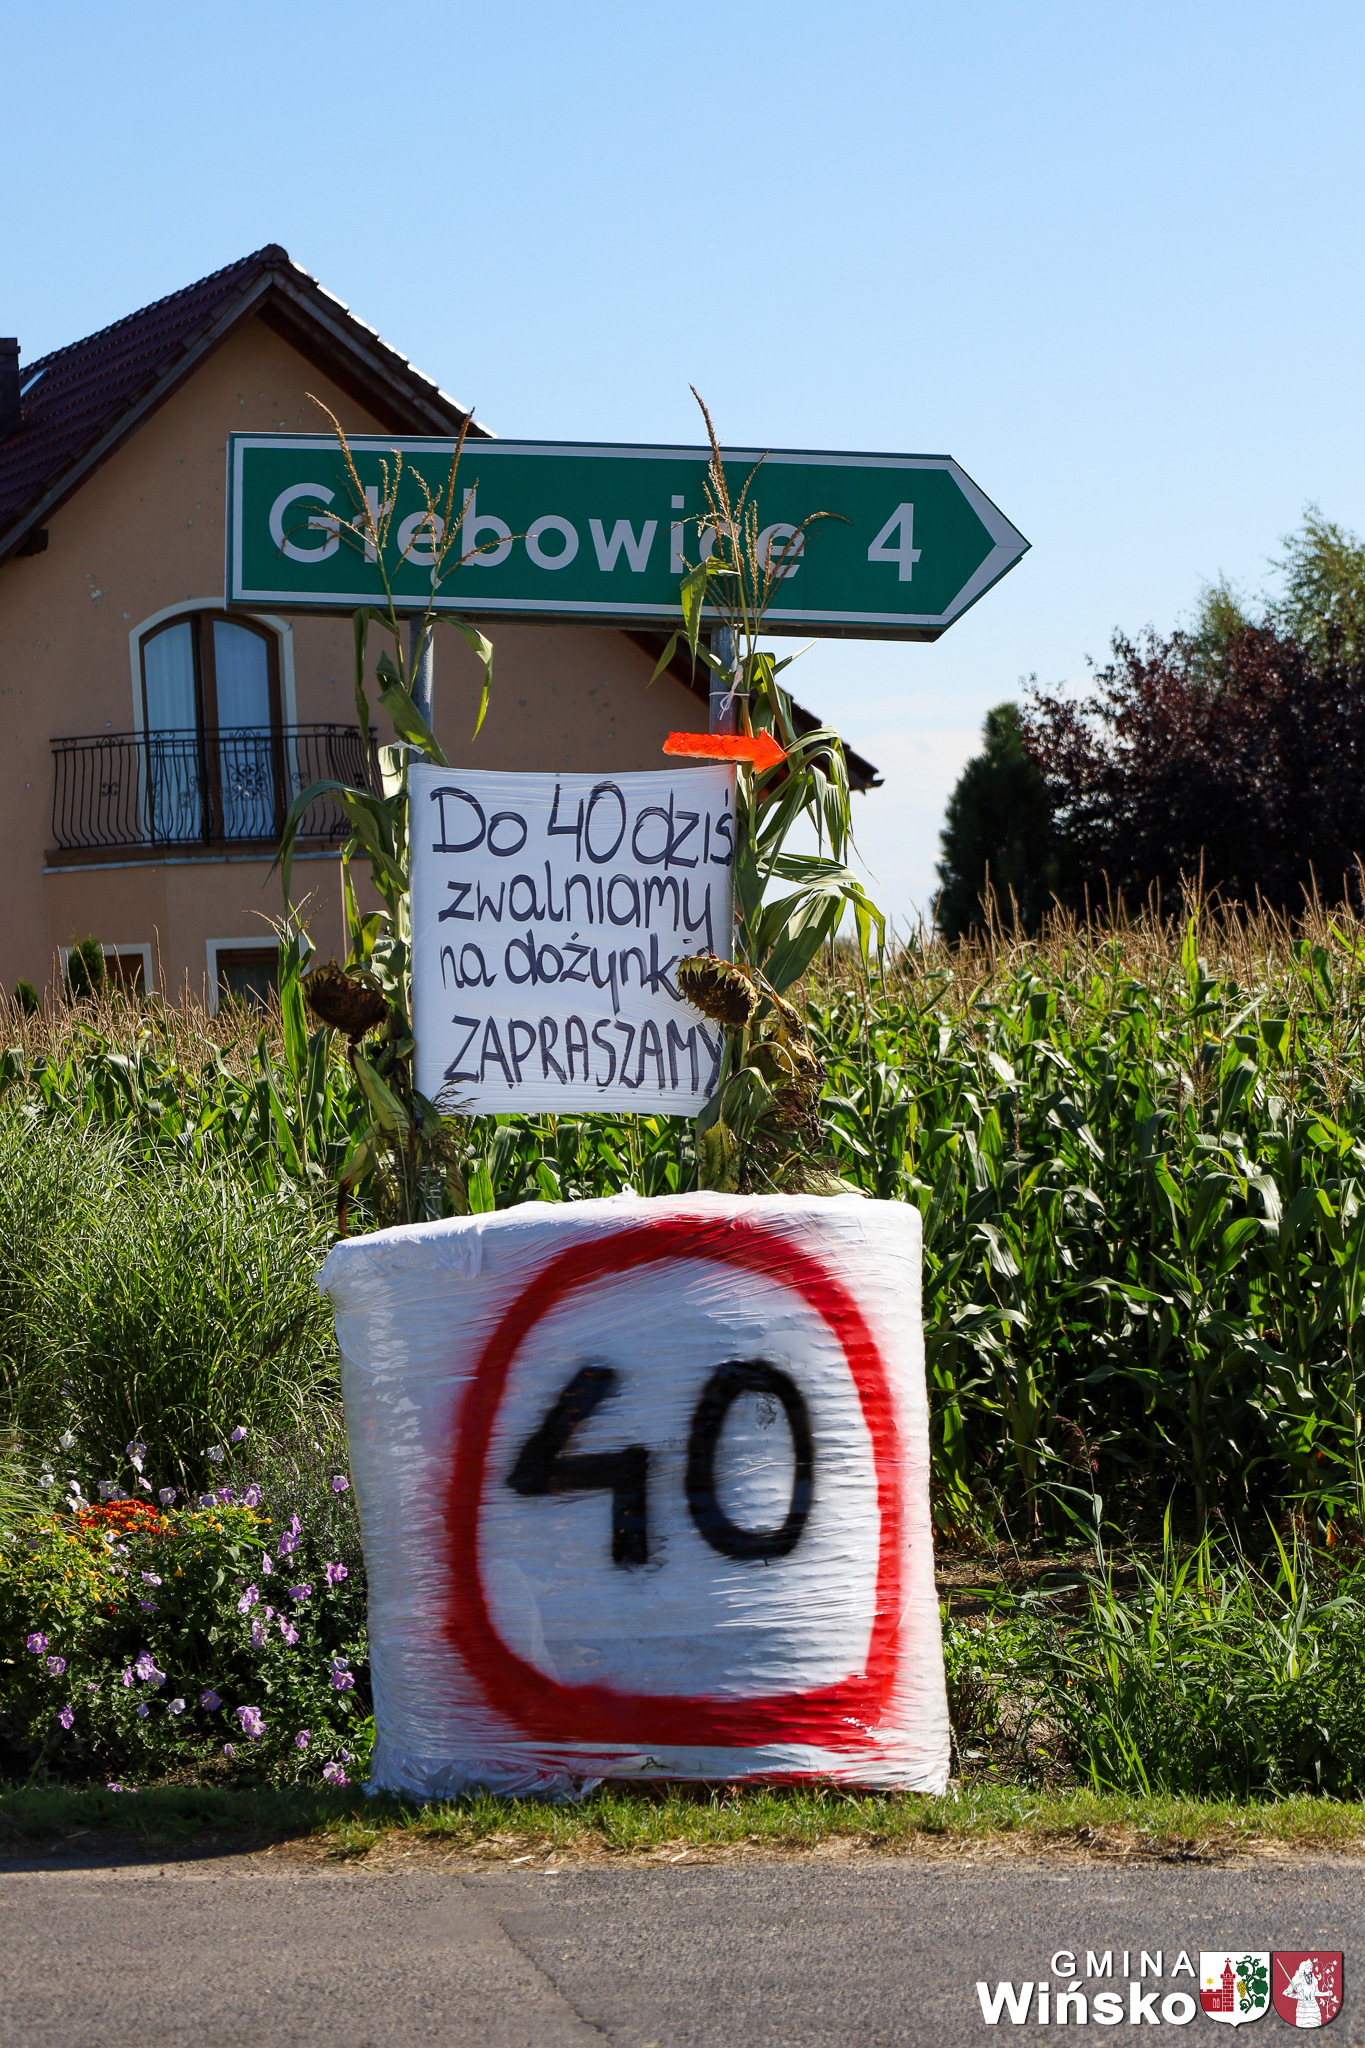 Głębowice 4
Do 40 dziś
zwalniamy
na dożynki
ZAPRASZAMY
40
GMINA
Wińsko